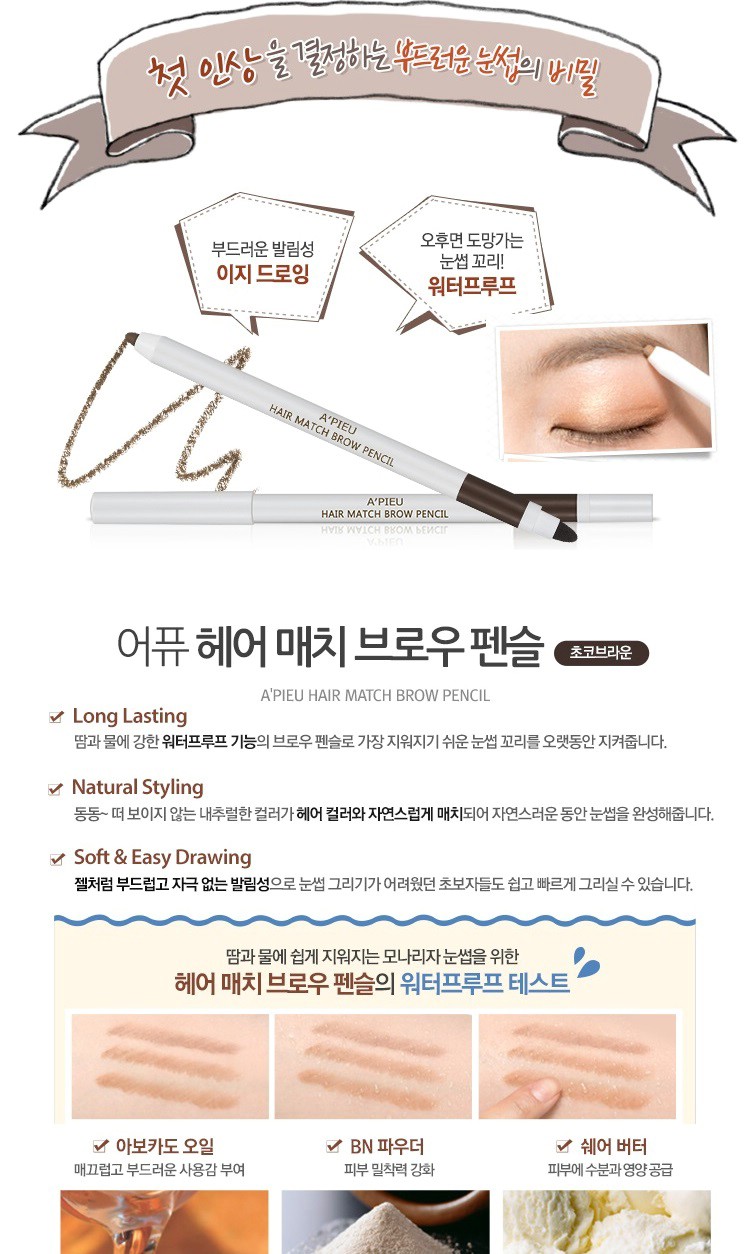 첫 인상을 결정하는 부드러운 눈썹의 비밀
부드러운 발림성
이지 드로잉
오후면 도망가는
눈썹 꼬리!
워터프루프
A'PIEU
HAIR MATCH BROW PENCIL
A'PIEU
HAIR MATCH BROW PENCIL
어퓨 헤어 매치 브로우 펜슬 초코브라운
A'PIEU HAIR MATCH BROW PENCIL
Long Lasting
땀과 물에 강한 워터프루프 기능의 브로우 펜슬로 가장 지워지기 쉬운 눈썹 꼬리를 오랫동안 지켜줍니다.
Natural Styling
동동~ 떠 보이지 않는 내추럴한 컬러가 헤어 컬러와 자연스럽게 매치되어 자연스러운 동안 눈썹을 완성해줍니다.
Soft & Easy Drawing
젤처럼 부드럽고 자극 없는 발림성으로 눈썹 그리기가 어려웠던 초보자들도 쉽고 빠르게 그리실 수 있습니다.
땀과 물에 쉽게 지워지는 모나리자 눈썹을 위한
헤어 매치 브로우 펜슬의 워터프루프 테스트
아보카도 오일
매끄럽고 부드러운 사용감 부여
BN 파우더
피부 밀착력 강화
쉐어 버터
피부에 수분과 영양 공급